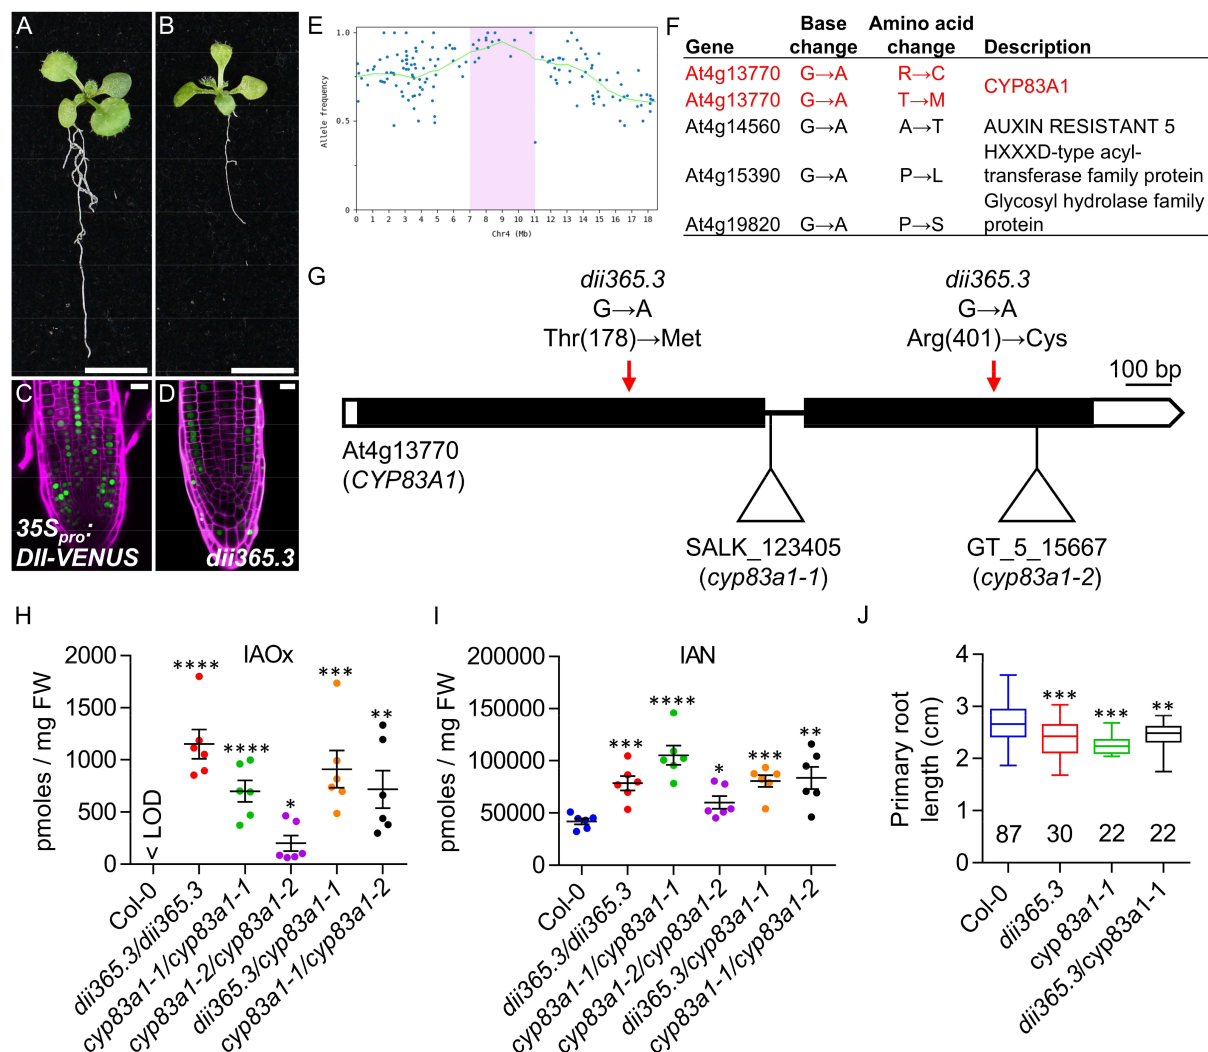 A
B
C
35Spro:
DII-VENUS
D
dii365.3
E
Allele frequency
1.0
0.5
0
0 1 2 3 4 5 6 7 8 9 10 11 12 13 14 15 16 17 18
Chr4 (Mb)
F
Gene Base change Amino acid change Description
At4g13770 G→A R→C CYP83A1
At4g13770 G→A T→M
At4g14560 G→A A→T AUXIN RESISTANT 5
HXXXD-type acyl-
At4g15390 G→A P→L transferase family protein
Glycosyl hydrolase family
At4g19820 G→A P→S protein
G
dii365.3
G→A
Thr(178)→Met
dii365.3
G→A
Arg(401)→Cys
100 bp
At4g13770
(CYP83A1)
SALK_123405
(cyp83a1-1)
GT_5_15667
(cyp83a1-2)
H
IAOx
pmoles / mg FW
2000
1500
1000
500
0
< LOD
****
****
*
***
**
Col-0
dii365.3/dii365.3
cyp83a1-1/cyp83a1-1
cyp83a1-2/cyp83a1-2
dii365.3/cyp83a1-1
cyp83a1-1/cyp83a1-2
I
IAN
pmoles / mg FW
200000
150000
100000
50000
0
***
****
*
***
**
Col-0
dii365.3/dii365.3
cyp83a1-1/cyp83a1-1
cyp83a1-2/cyp83a1-2
dii365.3/cyp83a1-1
cyp83a1-1/cyp83a1-2
J
Primary root
length (cm)
4
3
2
1
0
***
***
**
87 30 22 22
Col-0
dii365.3
cyp83a1-1
dii365.3/cyp83a1-1